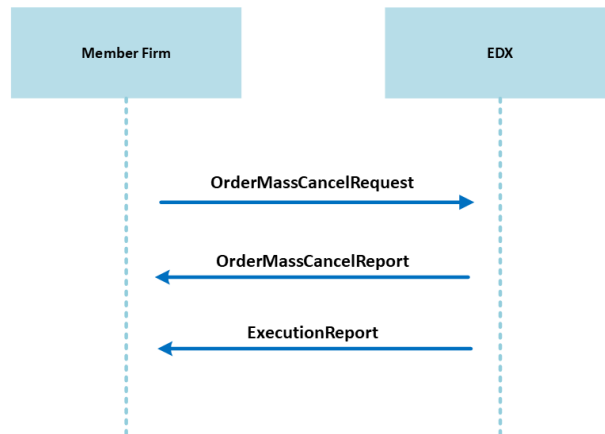 Member Firm
EDX
OrderMassCancelRequest
OrderMassCancelReport
ExecutionReport